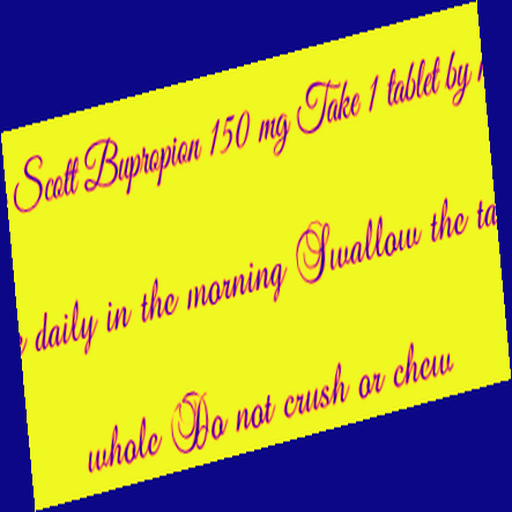 Scott Bupropion 150 mg Take 1 tablet by
daily in the morning Swallow the
whole Do not crush or chew